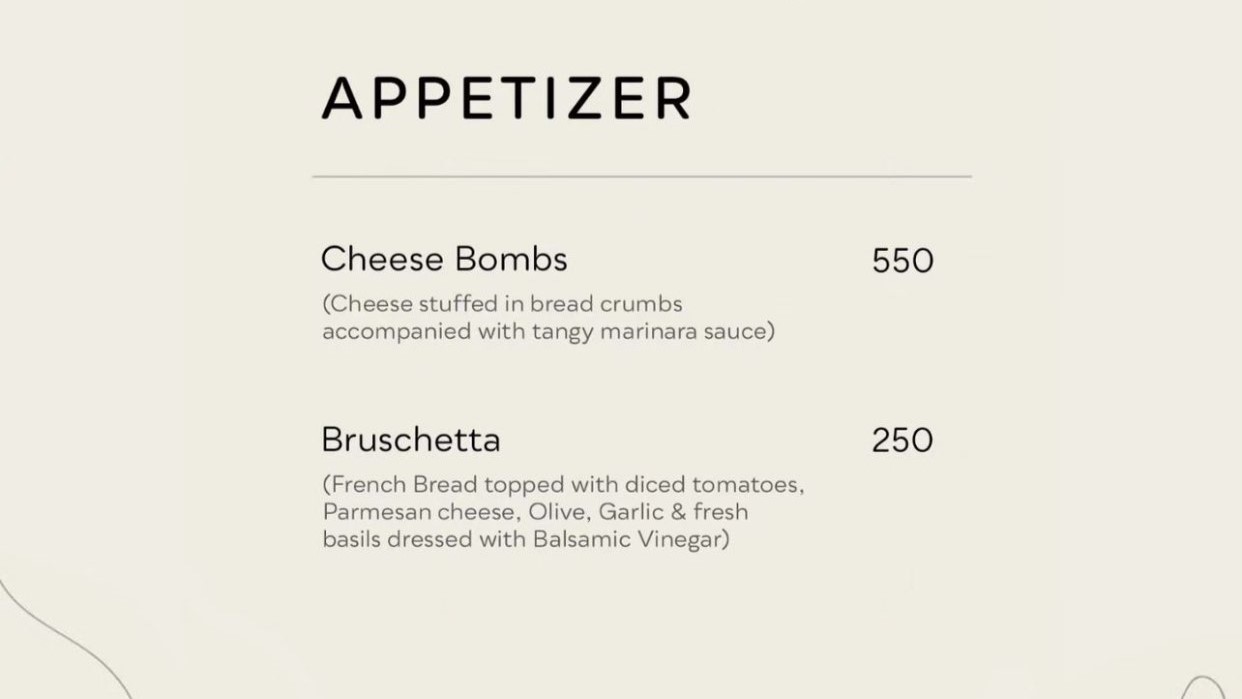 APPETIZER
Cheese Bombs 550
(Cheese stuffed in bread crumbs
accompanied with tangy marinara sauce)
Bruschetta 250
(French Bread topped with diced tomatoes,
Parmesan cheese, Olive, Garlic & fresh
basils dressed with Balsamic Vinegar)